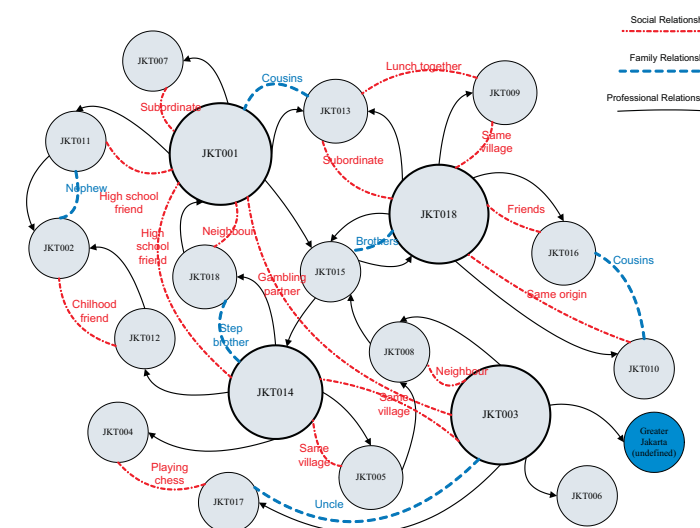 Social Relationsh
Family Relationsh
Professional Relations
JKT007
Cousins
Lunch together
JKT009
Subordinate
JKT013
JKT011
JKT001
Same
village
Subordinate
Nephew
High school
friend
JKT018
Friends
High
school
friend
Neighbour
JKT002
Brothers
JKT016
Cousins
JKT018
Gambling
partner
JKT015
Same origin
Chilhood
friend
Step
brother
JKT012
JKT008
Neighbour
JKT010
JKT014
Same
village
JKT003
JKT004
Same
village
Greater
Jakarta
(undefined)
Playing
chess
JKT005
JKT017
Uncle
JKT006